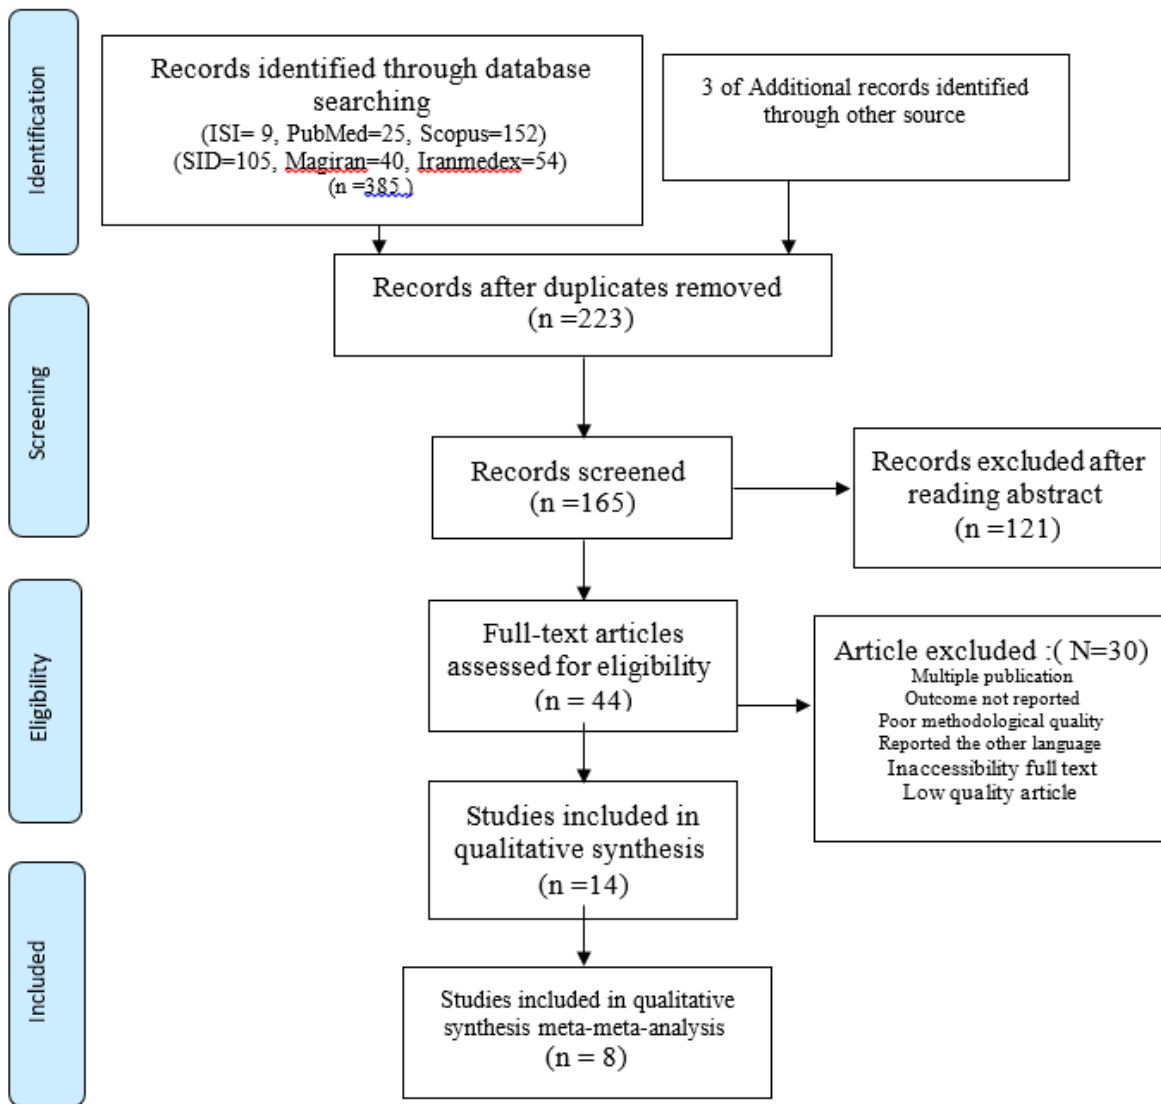 Identification
Records identified through database
searching
(ISI= 9, PubMed=25, Scopus=152)
(SID=105, Magiran=40, Iranmedex=54)
(n =385 )
3 of Additional records identified
through other source
Records after duplicates removed
(n =223)
Screening
Records screened
(n =165)
Records excluded after
reading abstract
(n =121)
Eligibility
Full-text articles
assessed for eligibility
(n = 44)
Article excluded :( N=30)
Multiple publication
Outcome not reported
Poor methodological quality
Reported the other language
Inaccessibility full text
Low quality article
Studies included in
qualitative synthesis
(n =14)
Included
Studies included in qualitative
synthesis meta-meta-analysis
(n = 8)